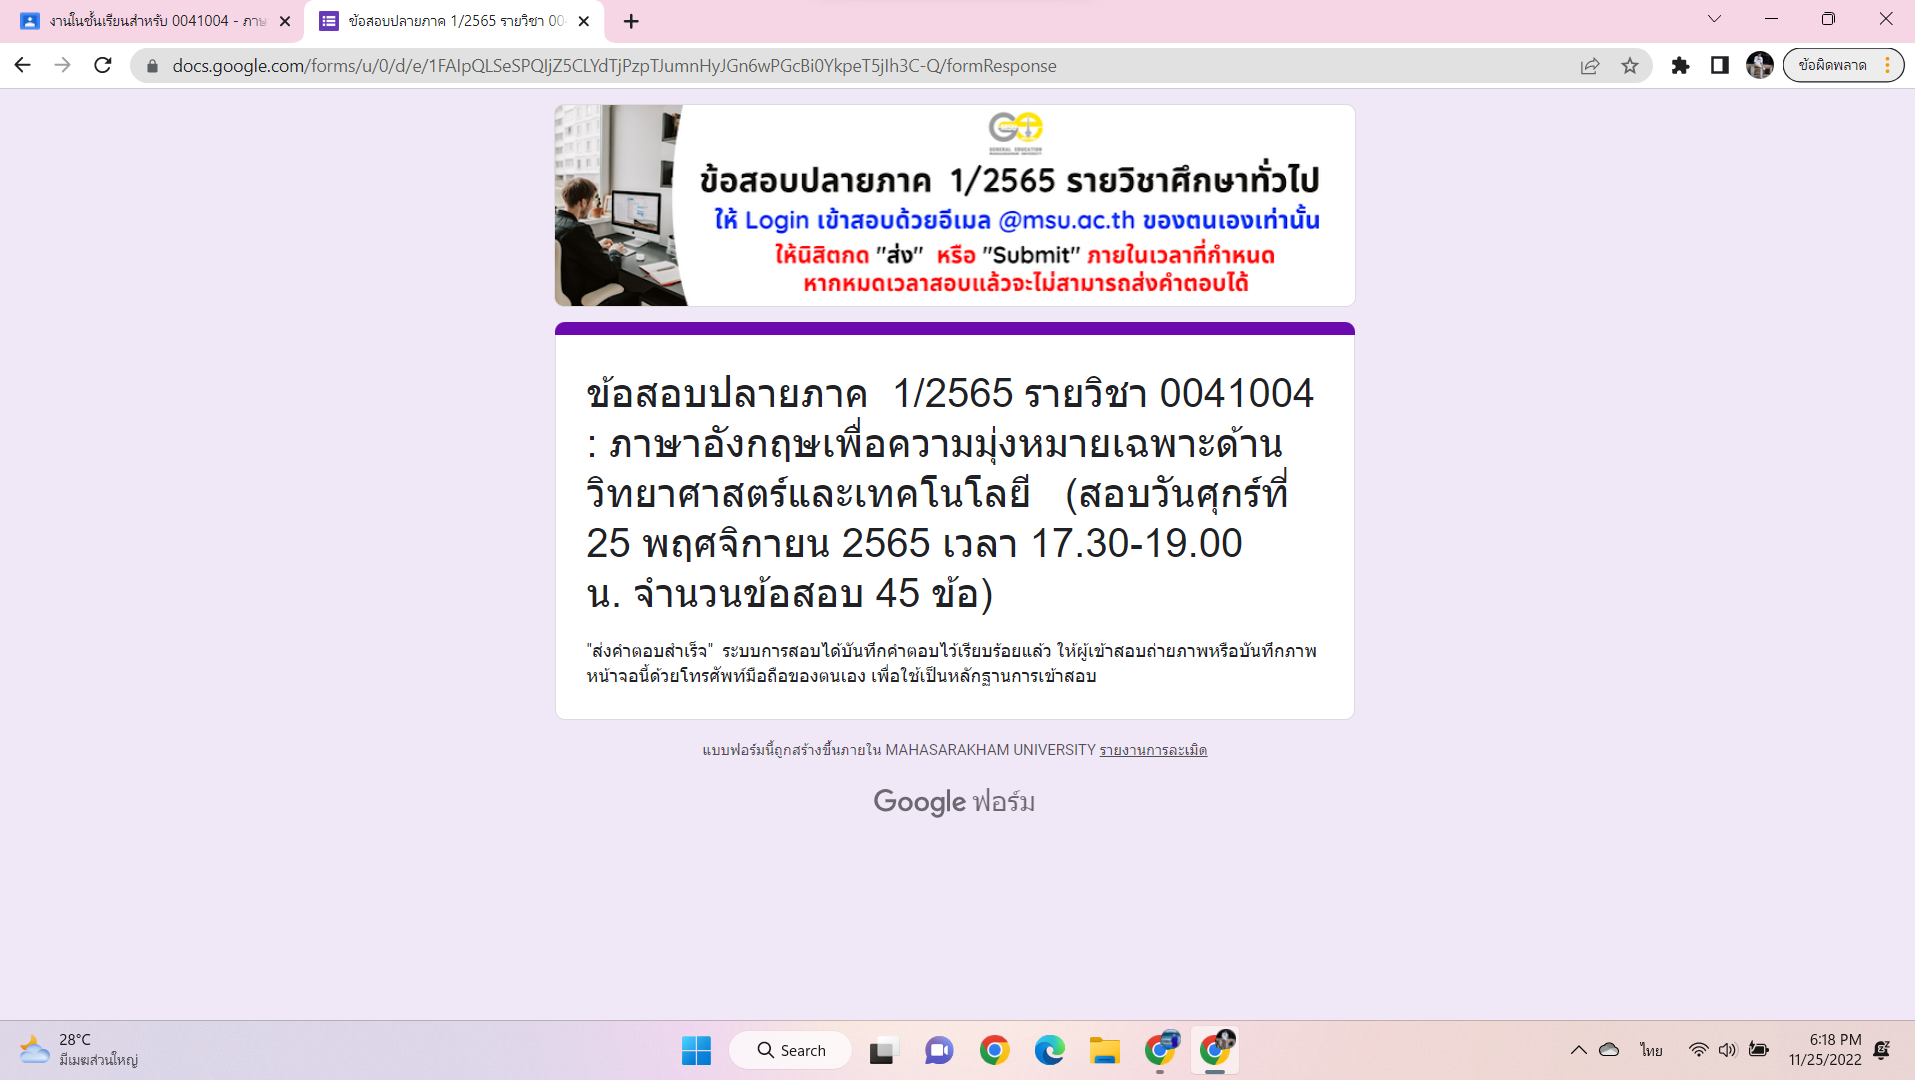 งานในชั้นเรียนสำหรับ 0041004 - ภาษ
ข้อสอบปลายภาค 1/2565 รายวิชา 00
docs.google.com/forms/u/0/d/e/1FAIpQLSeSPQIjZ5CLYdTjPzpTJumnHyJGn6wPGcBi0YkpeT5jIh3C-Q/formResponse
ข้อผิดพลาด
GENERAL EDUCATION
ข้อสอบปลายภาค 1/2565 รายวิชาศึกษาทั่วไป
ให้ Login เข้าสอบด้วยอีเมล @msu.ac.th ของตนเองเท่านั้น
ให้นิสิตกด "ส่ง" หรือ "Submit" ภายในเวลาที่กำหนด
หากหมดเวลาสอบแล้วจะไม่สามารถส่งคำตอบได้
ข้อสอบปลายภาค 1/2565 รายวิชา 0041004
: ภาษาอังกฤษเพื่อความมุ่งหมายเฉพาะด้าน
วิทยาศาสตร์และเทคโนโลยี (สอบวันศุกร์ที่
25 พฤศจิกายน 2565 เวลา 17.30-19.00
น. จำนวนข้อสอบ 45 ข้อ)
"ส่งคำตอบสำเร็จ" ระบบการสอบได้บันทึกคำตอบไว้เรียบร้อยแล้ว ให้ผู้เข้าสอบถ่ายภาพหรือบันทึกภาพ
หน้าจอนี้ด้วยโทรศัพท์มือถือของตนเอง เพื่อใช้เป็นหลักฐานการเข้าสอบ
แบบฟอร์มนี้ถูกสร้างขึ้นภายใน MAHASARAKHAM UNIVERSITY รายงานการละเมิด
Google ฟอร์ม
28°C
มีเมฆส่วนใหญ่
Search
ไทย
6:18 PM
11/25/2022